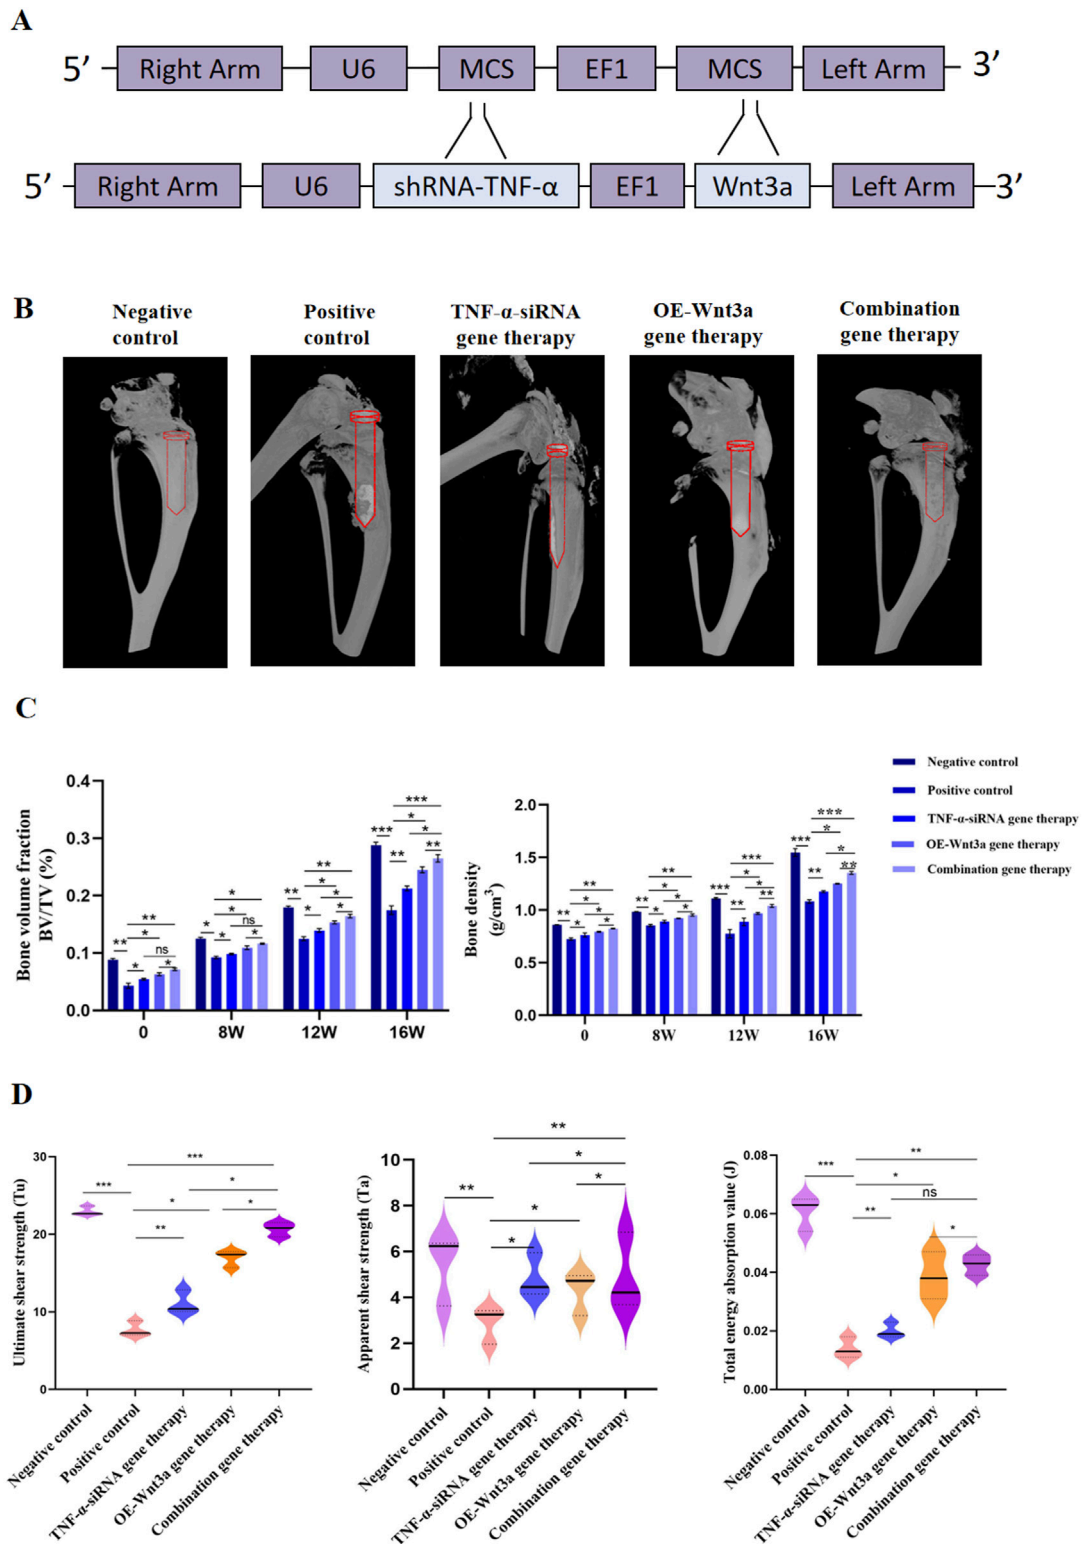 A
5’ Right Arm U6 MCS EF1 MCS Left Arm 3’
5’ Right Arm U6 shRNA-TNF-α EF1 Wnt3a Left Arm 3’
B
Negative control
Positive control
TNF-α-siRNA gene therapy
OE-Wnt3a gene therapy
Combination gene therapy
C
Bone volume fraction
BV/TV (%)
0.4
0.3
0.2
0.1
0.0
** * * ns * **
* * * ns * *
** * * * * **
*** ** * * ** ***
0 8W 12W 16W
Bone density
(g/cm3)
2.0
1.5
1.0
0.5
0.0
** * * * * **
** * * * * **
*** ** * * ** ***
*** ** * * ** ***
0 8W 12W 16W
Negative control
Positive control
TNF-α-siRNA gene therapy
OE-Wnt3a gene therapy
Combination gene therapy
D
Ultimate shear strength (Tu)
30
20
10
0
***
***
*
*
*
**
Negative control
Positive control
TNF-α-siRNA gene therapy
OE-Wnt3a gene therapy
Combination gene therapy
Apparent shear strength (Ta)
10
8
6
4
2
0
**
*
*
**
*
*
Negative control
Positive control
TNF-α-siRNA gene therapy
OE-Wnt3a gene therapy
Combination gene therapy
Total energy absorption value (J)
0.08
0.06
0.04
0.02
0.00
**
***
*
ns
**
*
Negative control
Positive control
TNF-α-siRNA gene therapy
OE-Wnt3a gene therapy
Combination gene therapy